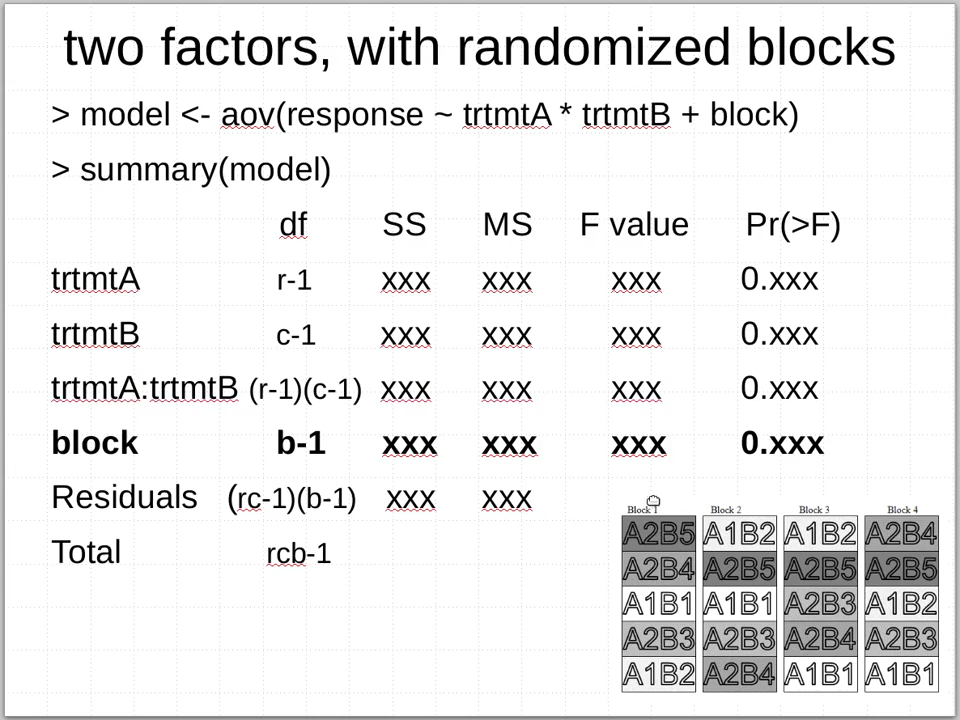 two factors, with randomized blocks
> model <- aov(response ~ trtmtA * trtmtB + block)
> summary(model)
df SS MS F value Pr(>F)
trtmtA r-1 xxx xxx xxx 0.xxx
trtmtB c-1 xxx xxx xxx 0.xxx
trtmtA:trtmtB (r-1)(c-1) xxx xxx xxx 0.xxx
block b-1 xxx xxx xxx 0.xxx
Residuals (rc-1)(b-1) xxx xxx
Total rcb-1
Block 1 Block 2 Block 3 Block 4
A2B5 A1B2 A1B2 A2B4
A2B4 A2B5 A2B5 A2B5
A1B1 A1B1 A2B3 A1B2
A2B3 A2B3 A2B4 A2B3
A1B2 A2B4 A1B1 A1B1